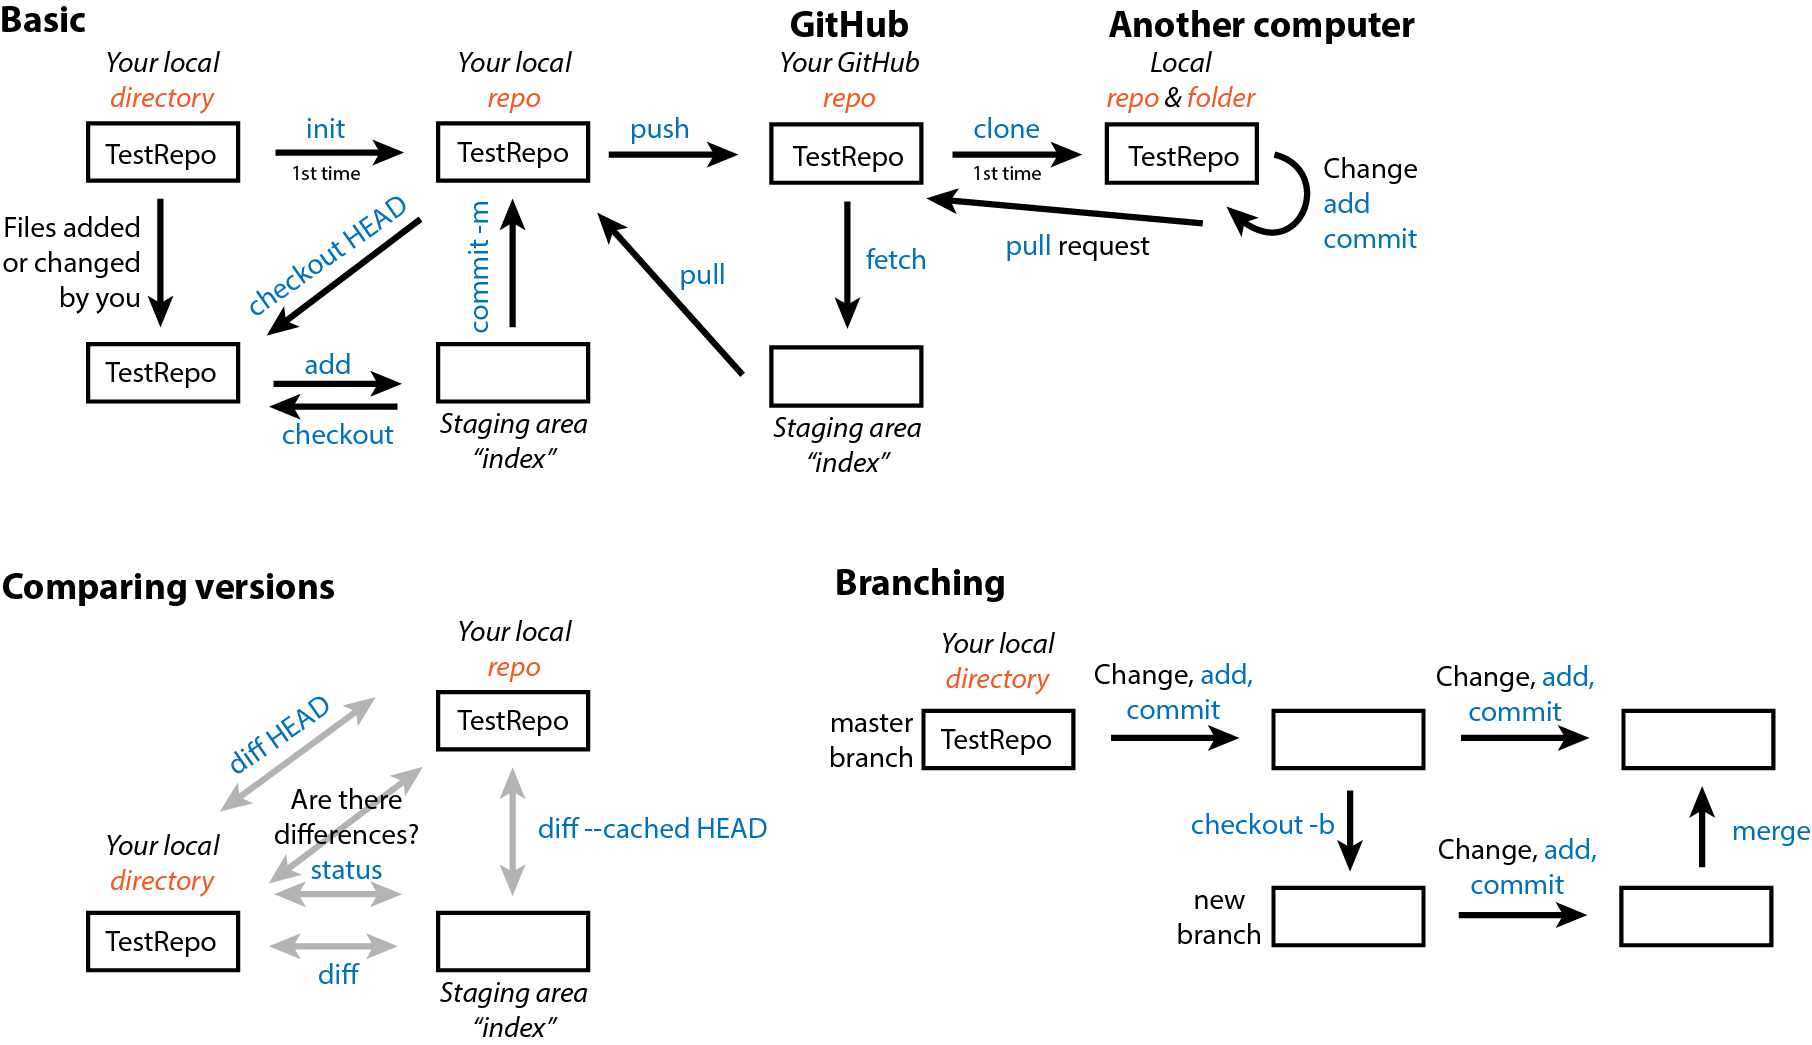 Basic
GitHub
Another computer
Your local
directory
Your local
repo
Your GitHub
repo
Local
repo & folder
TestRepo
init
1st time
TestRepo
push
TestRepo
clone
1st time
TestRepo
Change
add
commit
Files added
or changed
by you
checkout HEAD
commit -m
pull
fetch
pull request
TestRepo
add
checkout
Staging area
“index”
Staging area
“index”
Comparing versions
Your local
repo
TestRepo
diff HEAD
Are there
differences?
status
diff --cached HEAD
Your local
directory
TestRepo
diff
Staging area
“index”
Branching
Your local
directory
master
branch
TestRepo
Change, add,
commit
Change, add,
commit
checkout -b
Change, add,
commit
merge
new
branch